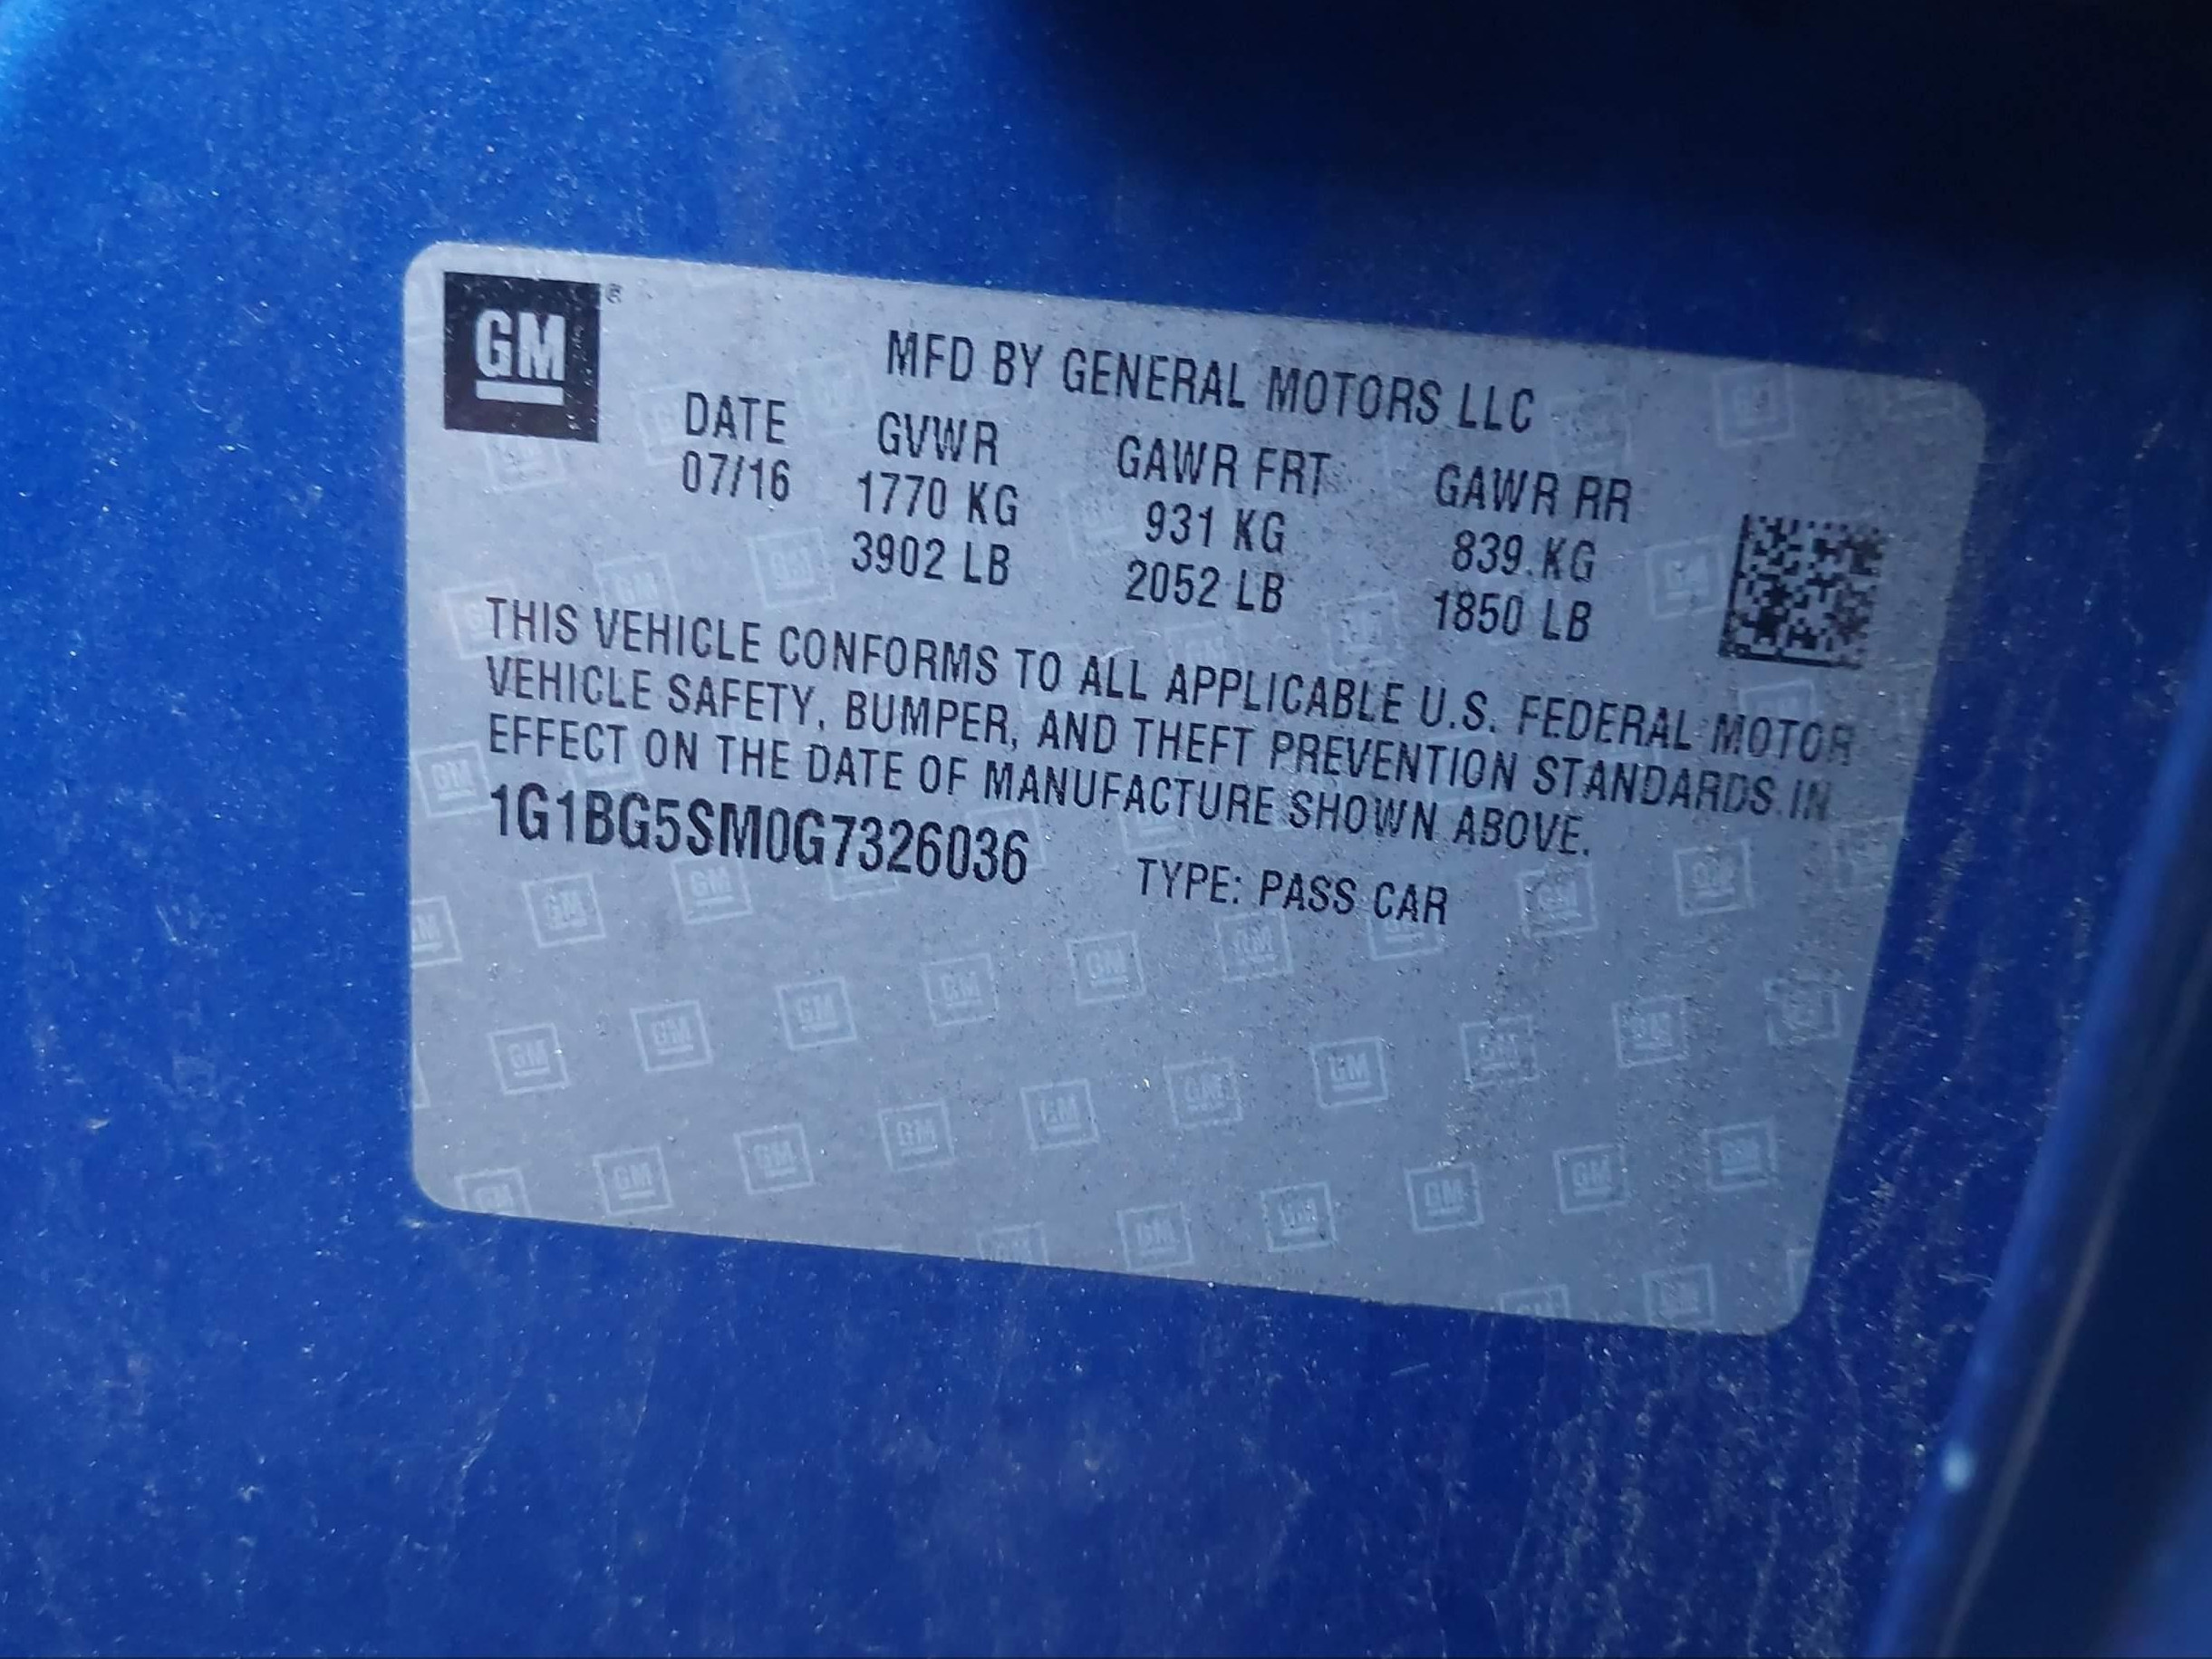 GM ®
MFD BY GENERAL MOTORS LLC
DATE GVWR GAWR FRT GAWR RR
07/16 1770 KG 931 KG 839 KG
3902 LB 2052 LB 1850 LB
THIS VEHICLE CONFORMS TO ALL APPLICABLE U.S. FEDERAL MOTOR
VEHICLE SAFETY, BUMPER, AND THEFT PREVENTION STANDARDS IN
EFFECT ON THE DATE OF MANUFACTURE SHOWN ABOVE.
1G1BG5SM0G7326036 TYPE: PASS CAR